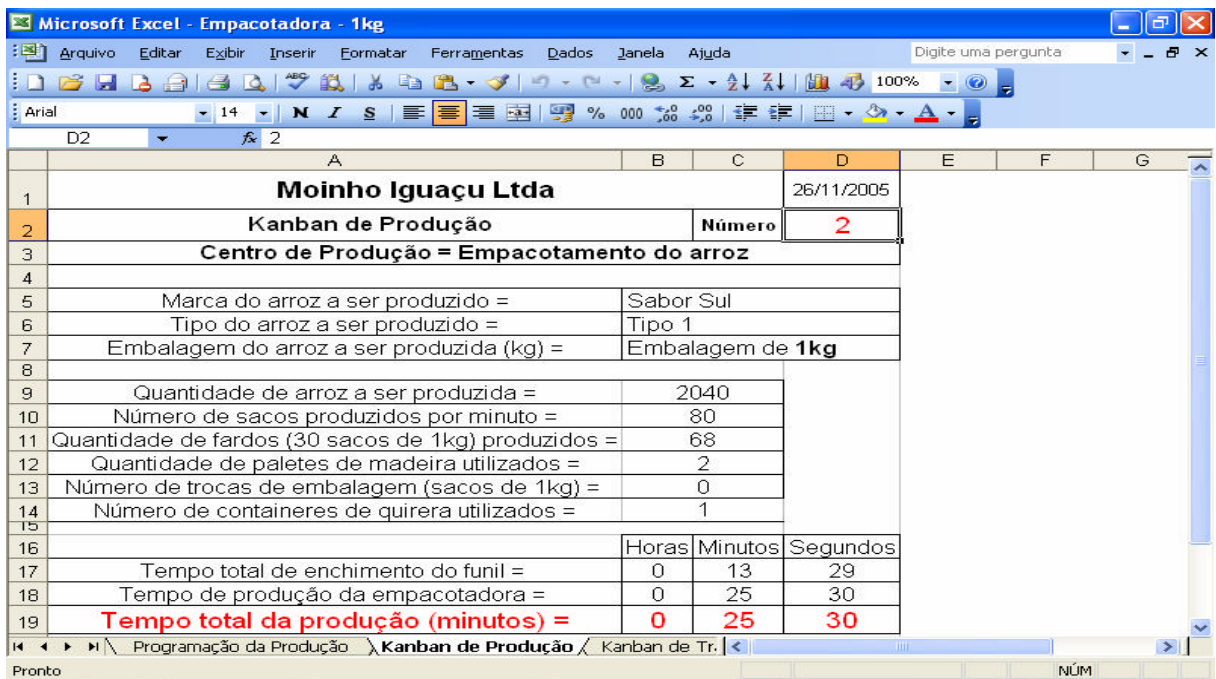 Microsoft Excel - Empacotadora - 1kg
Arquivo Editar Exibir Inserir Formatar Ferramentas Dados Janela Ajuda Digite uma pergunta
100%
Arial 14 N I S % 000
D2 fx 2
A B C D E F G
1 Moinho Iguaçu Ltda 26/11/2005
2 Kanban de Produção Número 2
3 Centro de Produção = Empacotamento do arroz
4
5 Marca do arroz a ser produzido = Sabor Sul
6 Tipo do arroz a ser produzido = Tipo 1
7 Embalagem do arroz a ser produzida (kg) = Embalagem de 1kg
8
9 Quantidade de arroz a ser produzida = 2040
10 Número de sacos produzidos por minuto = 80
11 Quantidade de fardos (30 sacos de 1kg) produzidos = 68
12 Quantidade de paletes de madeira utilizados = 2
13 Número de trocas de embalagem (sacos de 1kg) = 0
14 Número de containeres de quirera utilizados = 1
15
16 Horas Minutos Segundos
17 Tempo total de enchimento do funil = 0 13 29
18 Tempo de produção da empacotadora = 0 25 30
19 Tempo total da produção (minutos) = 0 25 30
Programação da Produção Kanban de Produção Kanban de Tr.
Pronto NÚM